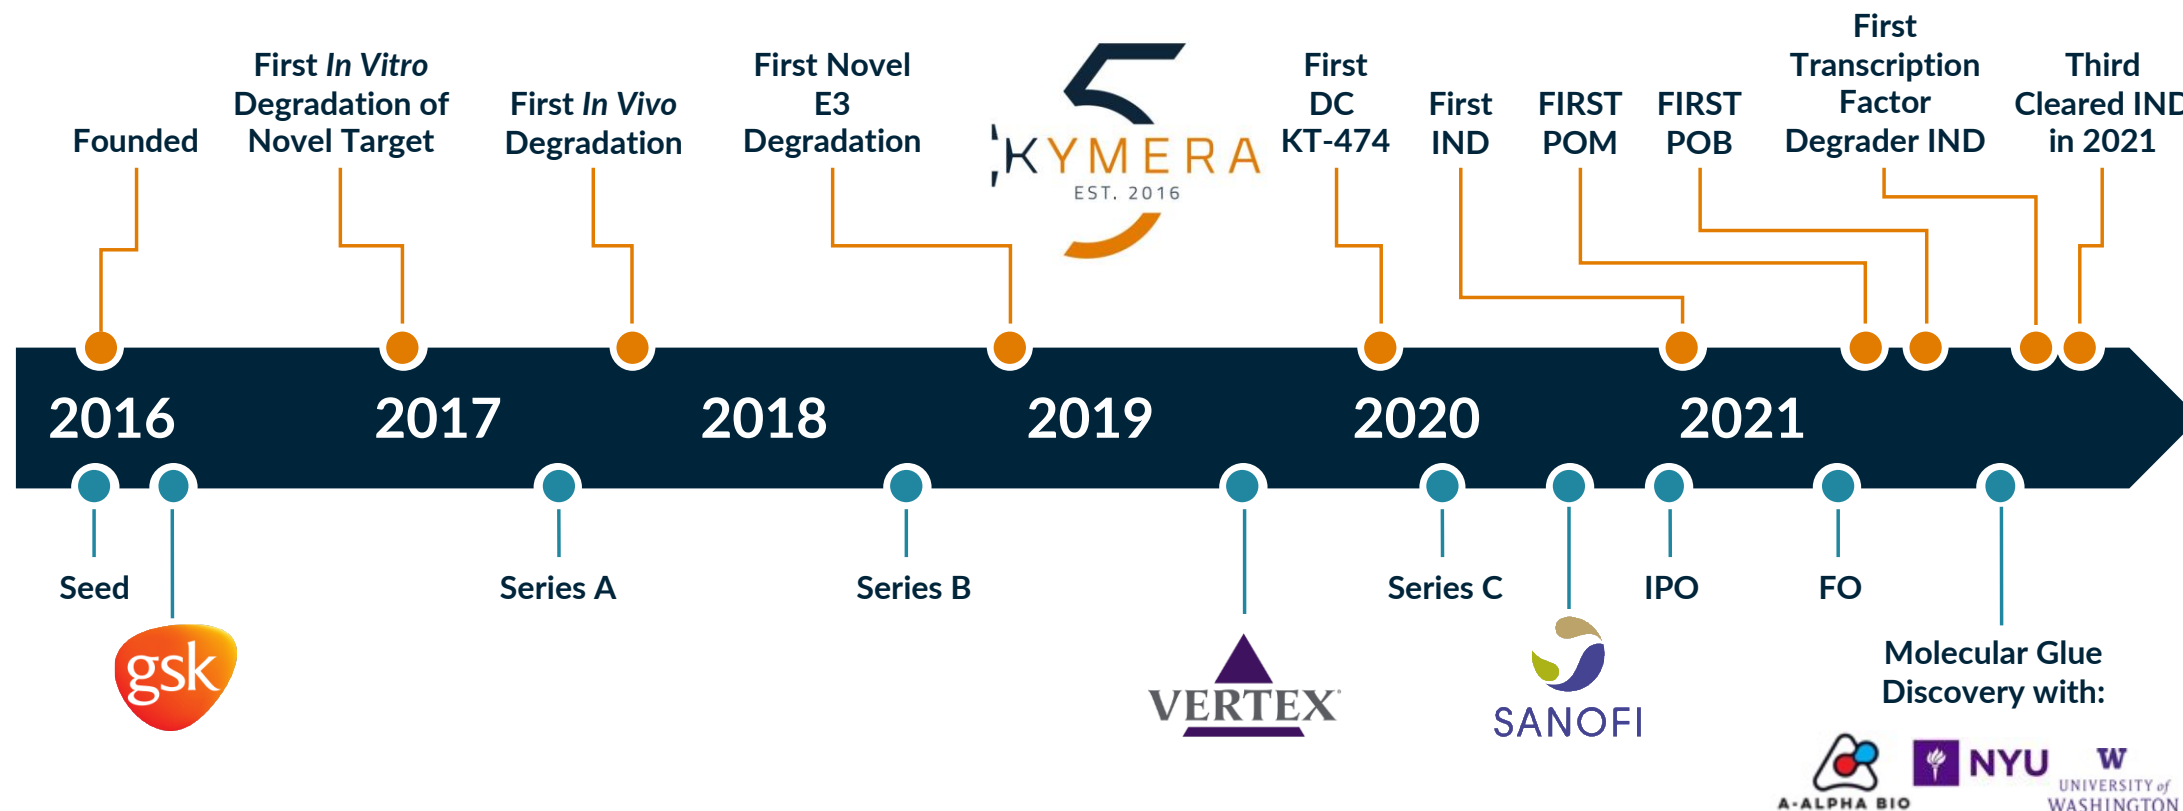 Founded
First In Vitro
Degradation of
Novel Target
First In Vivo
Degradation
First Novel
E3
Degradation
5
KYMERA
EST. 2016
First
DC
KT-474
First
IND
FIRST
POM
FIRST
POB
First
Transcription
Factor
Degrader IND
Third
Cleared IND
in 2021
2016
2017
2018
2019
2020
2021
Seed
gsk
Series A
Series B
VERTEX
Series C
SANOFI
IPO
FO
Molecular Glue
Discovery with:
A-ALPHA BIO
NYU
W
UNIVERSITY of
WASHINGTON